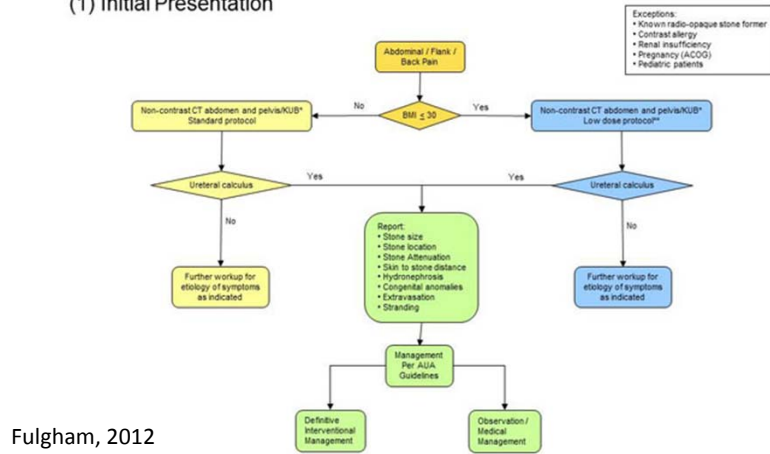 (1) Initial Presentation
Exceptions:
• Known radio-opaque stone former
• Contrast allergy
• Renal insufficiency
• Pregnancy (ACOG)
• Pediatric patients
Abdominal / Flank /
Back Pain
No
BMI ≤ 30
Yes
Non-contrast CT abdomen and pelvis/KUB*
Standard protocol
Non-contrast CT abdomen and pelvis/KUB*
Low dose protocol**
Ureteral calculus
Yes
Yes
Ureteral calculus
No
No
Report:
• Stone size
• Stone location
• Stone Attenuation
• Skin to stone distance
• Hydronephrosis
• Congenital anomalies
• Extravasation
• Stranding
Further workup for
etiology of symptoms
as indicated
Further workup for
etiology of symptoms
as indicated
Management
Per AUA
Guidelines
Definitive
Interventional
Management
Observation /
Medical
Management
Fulgham, 2012